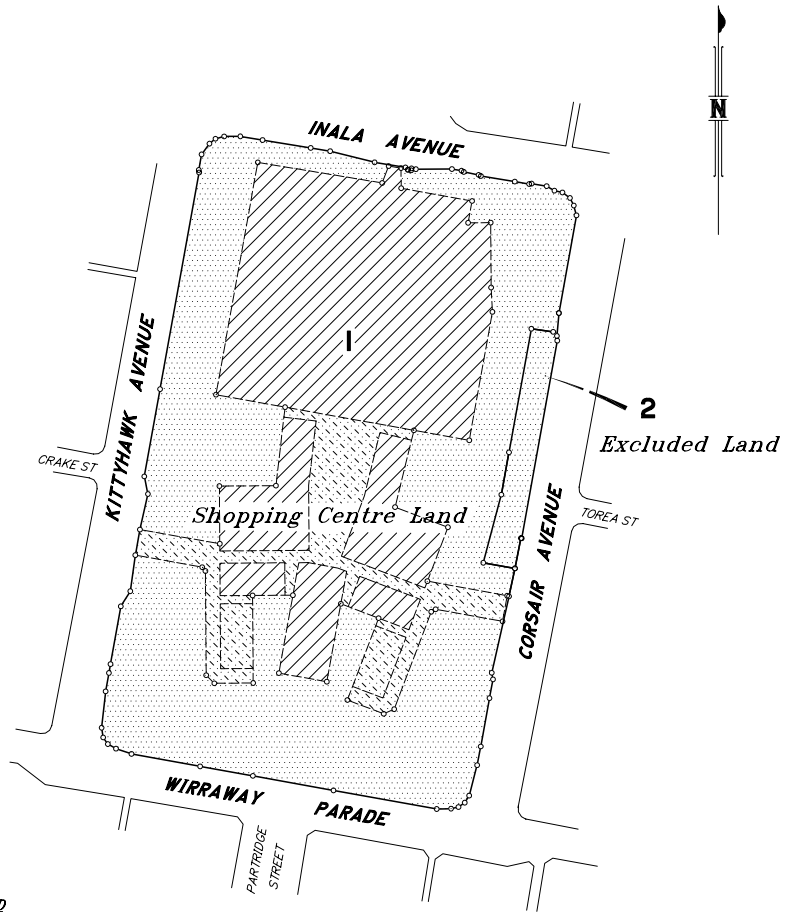 N
INALA AVENUE
KITTYHAWK AVENUE
1
2
Excluded Land
CRAKE ST
Shopping Centre Land
TOREA ST
CORSAIR AVENUE
WIRRAWAY PARADE
PARTRIDGE
STREET